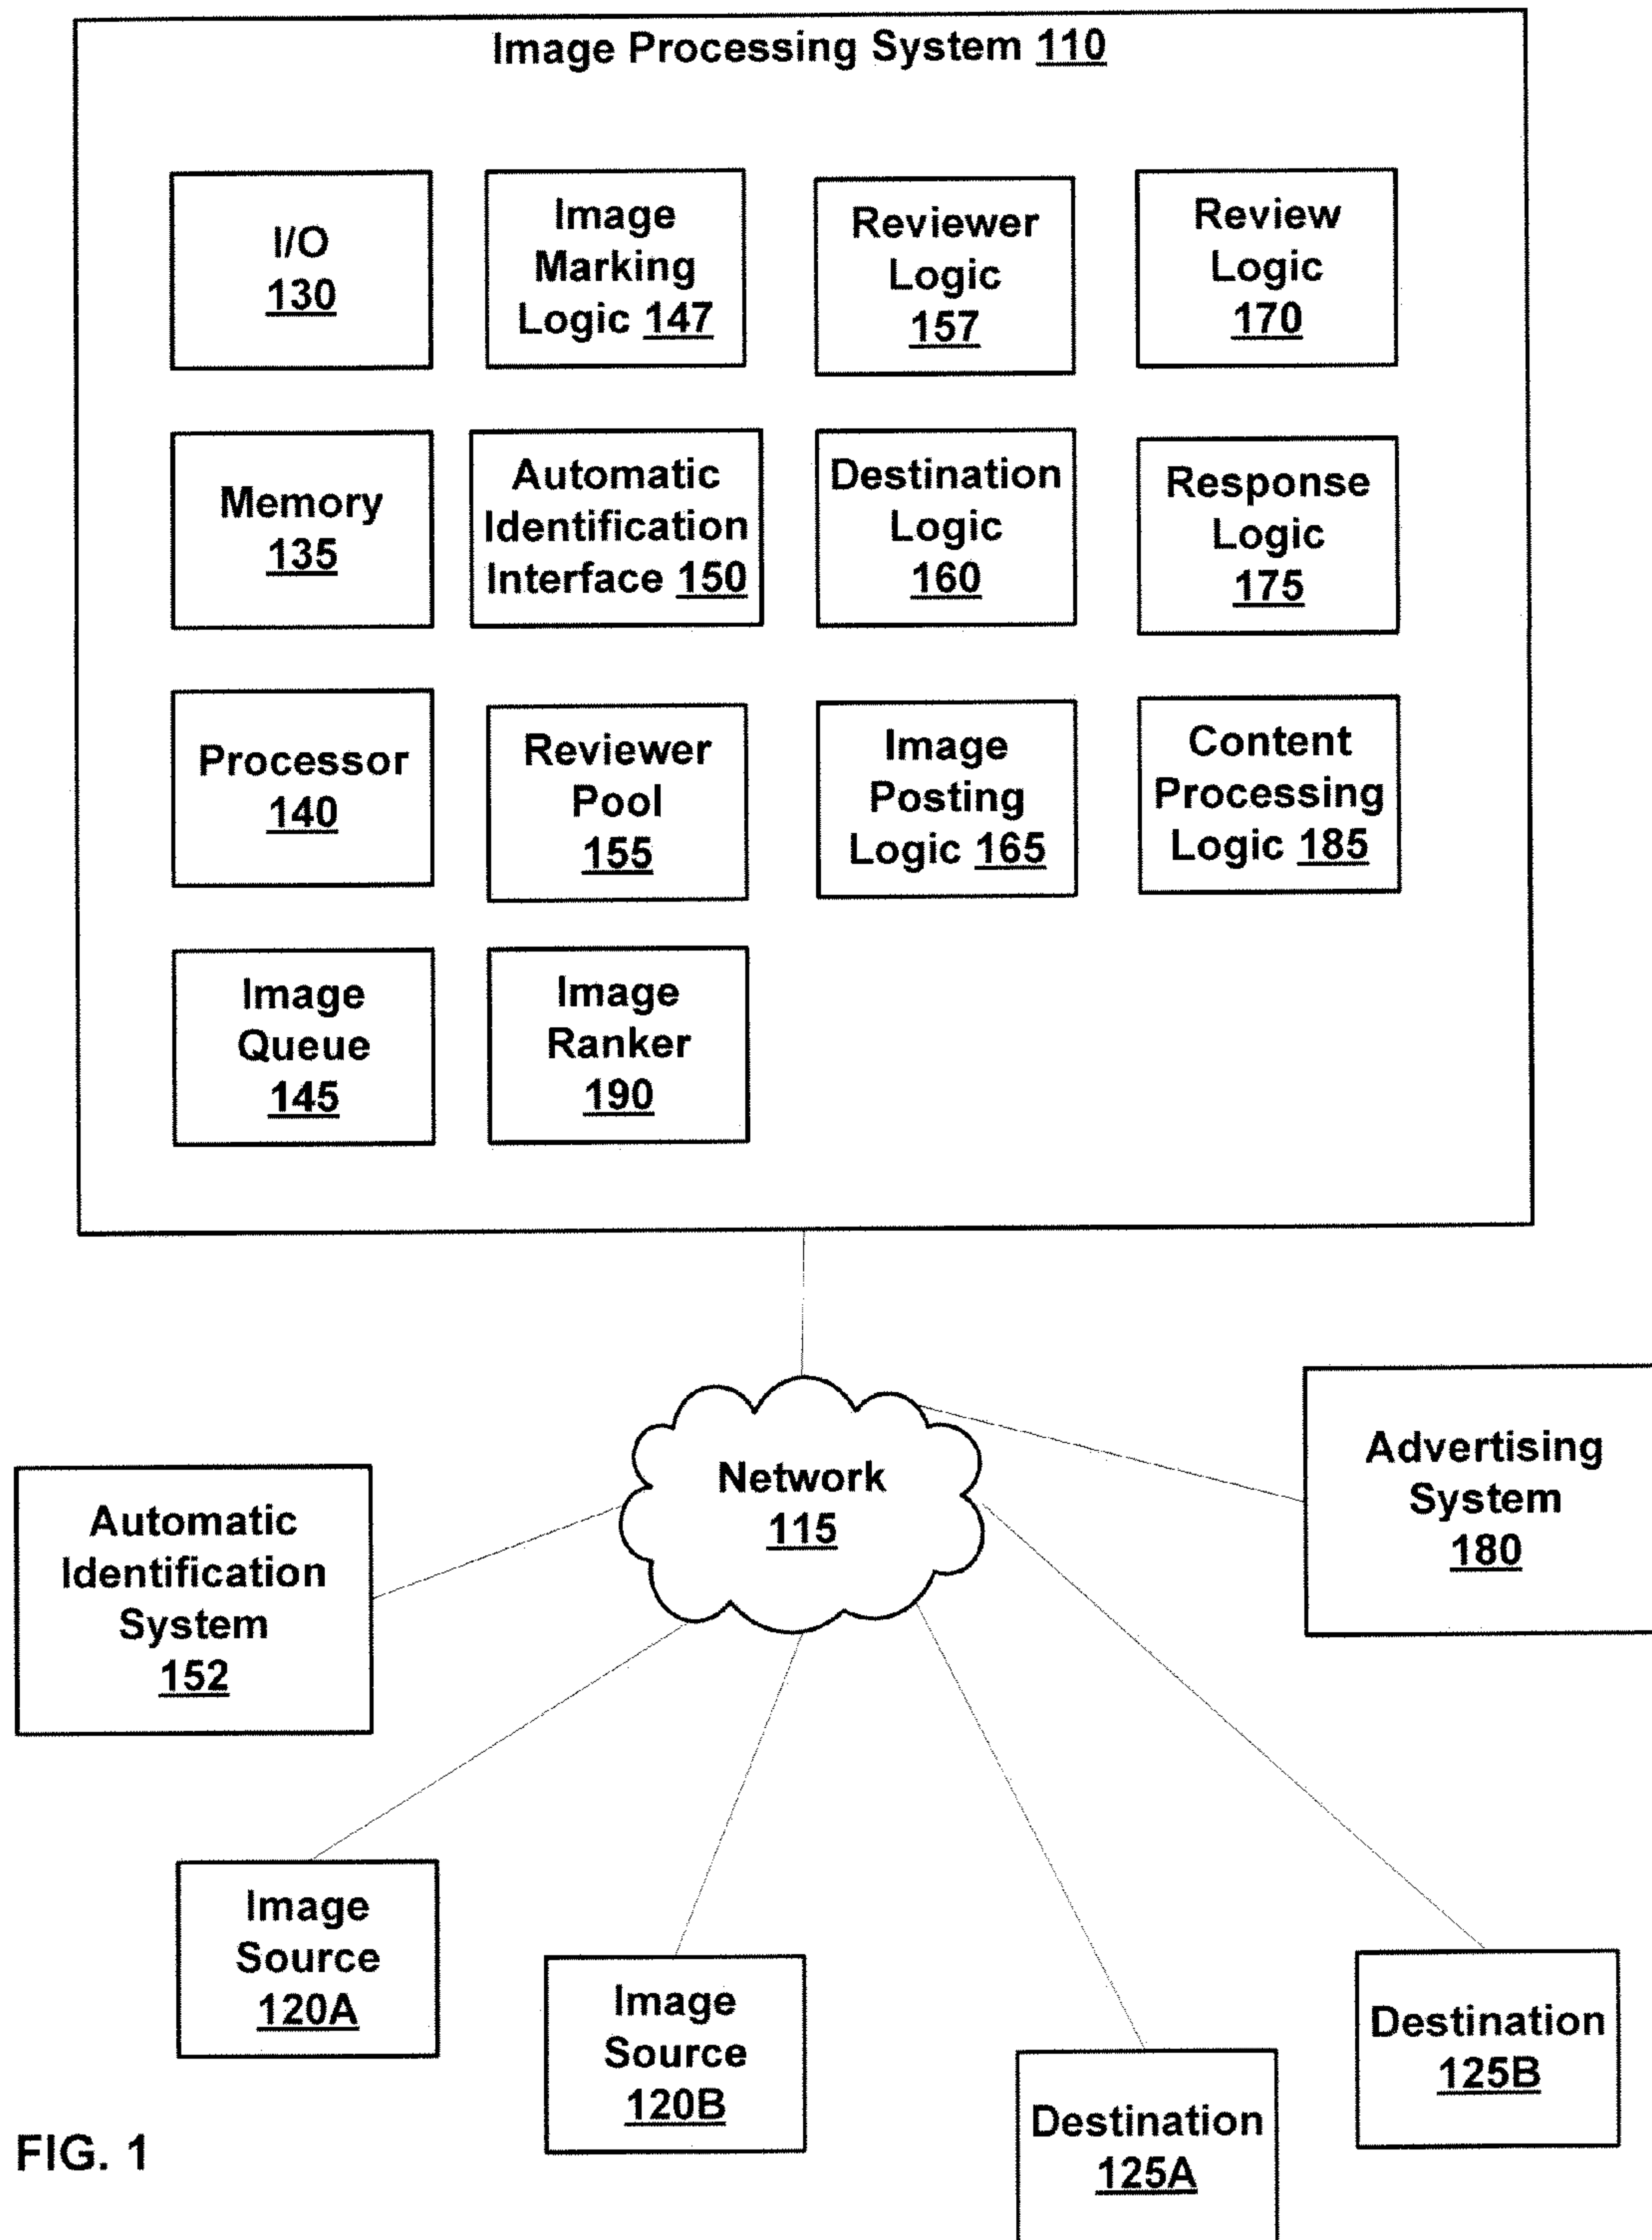 Image Processing System 110
I/O
130
Image
Marking
Logic 147
Reviewer
Logic
157
Review
Logic
170
Memory
135
Automatic
Identification
Interface 150
Destination
Logic
160
Response
Logic
175
Processor
140
Reviewer
Pool
155
Image
Posting
Logic 165
Content
Processing
Logic 185
Image
Queue
145
Image
Ranker
190
Network
115
Advertising
System
180
Automatic
Identification
System
152
Image
Source
120A
Image
Source
120B
Destination
125A
Destination
125B
FIG. 1